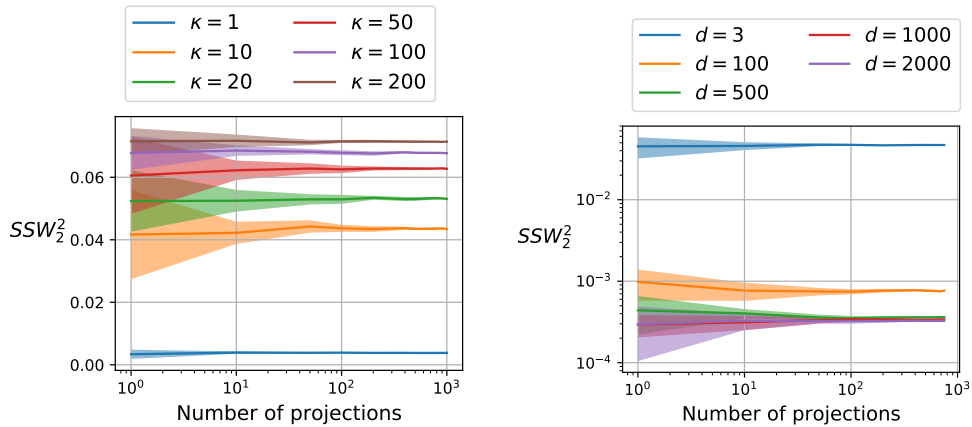 κ = 1
κ = 10
κ = 20
κ = 50
κ = 100
κ = 200
0.06
0.04
0.02
0.00
SSW₂²
10⁰ 10¹ 10² 10³
Number of projections
d = 3
d = 100
d = 500
d = 1000
d = 2000
10⁻²
10⁻³
10⁻⁴
SSW₂²
10⁰ 10¹ 10² 10³
Number of projections